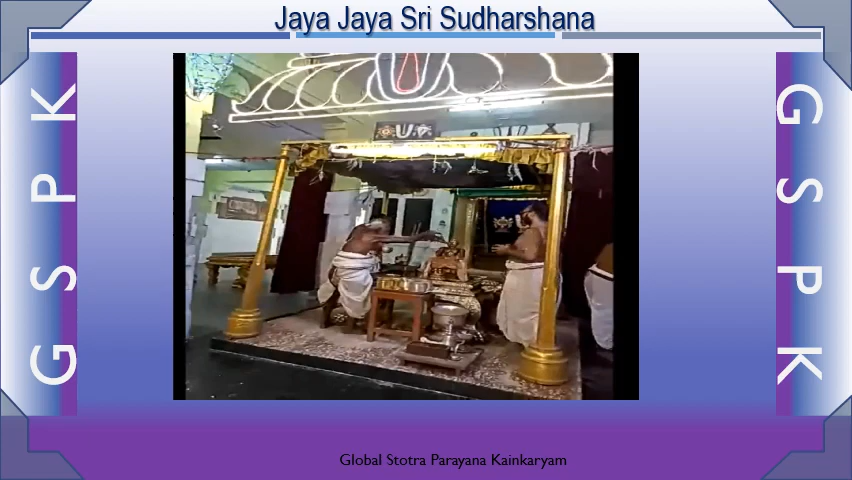 Jaya Jaya Sri Sudharshana
G S P K
G S P K
Global Stotra Parayana Kainkaryam